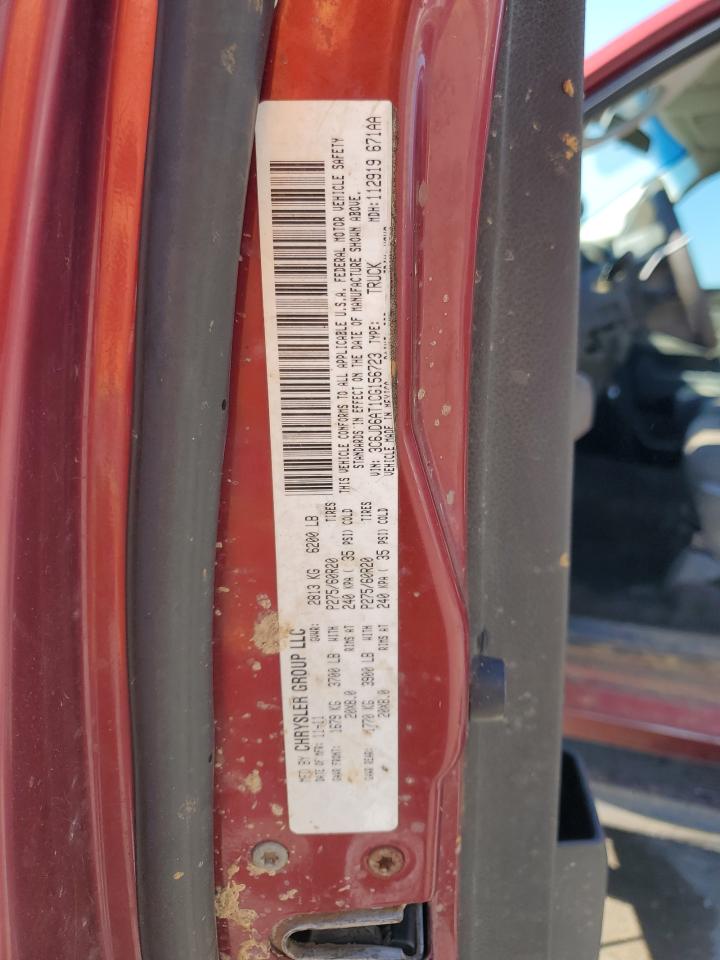 MFD BY CHRYSLER GROUP LLC
DATE OF MFR: 11-11 GVWR: 2813 KG 6200 LB
GAWR FRONT: 1679 KG 3700 LB WITH P275/60R20 TIRES
20X8.0 RIMS AT 240 KPA ( 35 PSI) COLD
GAWR REAR: 1770 KG 3900 LB WITH P275/60R20 TIRES
20X8.0 RIMS AT 240 KPA ( 35 PSI) COLD
THIS VEHICLE CONFORMS TO ALL APPLICABLE U.S.A. FEDERAL MOTOR VEHICLE SAFETY
STANDARDS IN EFFECT ON THE DATE OF MANUFACTURE SHOWN ABOVE.
VIN: 3C6JD6AT1CG156723 TYPE: TRUCK MDH: 112919 671AA
VEHICLE MADE IN MEXICO